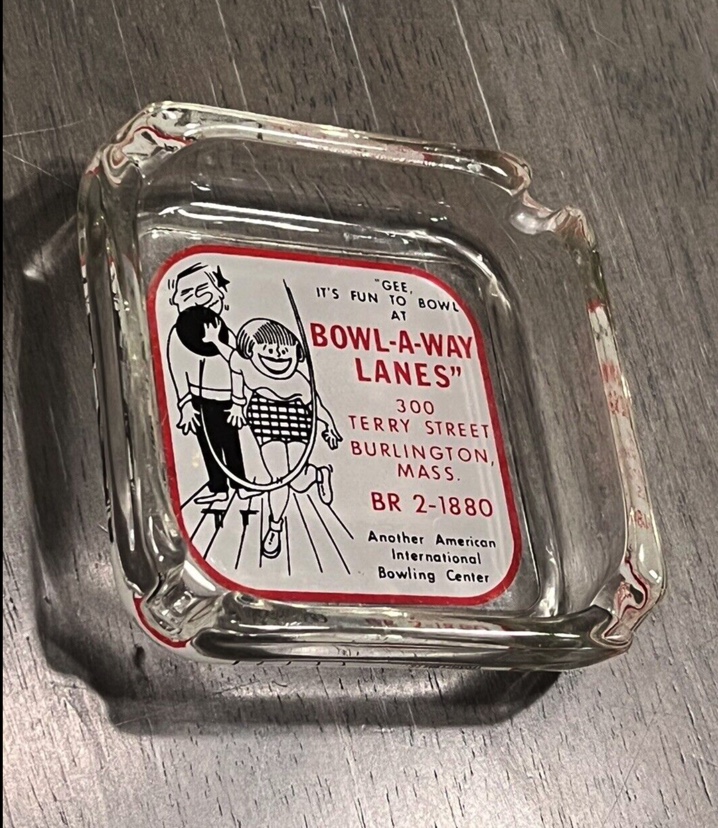 "GEE,
IT'S FUN TO BOWL
AT
BOWL-A-WAY
LANES"
300
TERRY STREET
BURLINGTON,
MASS.
BR 2-1880
Another American
International
Bowling Center